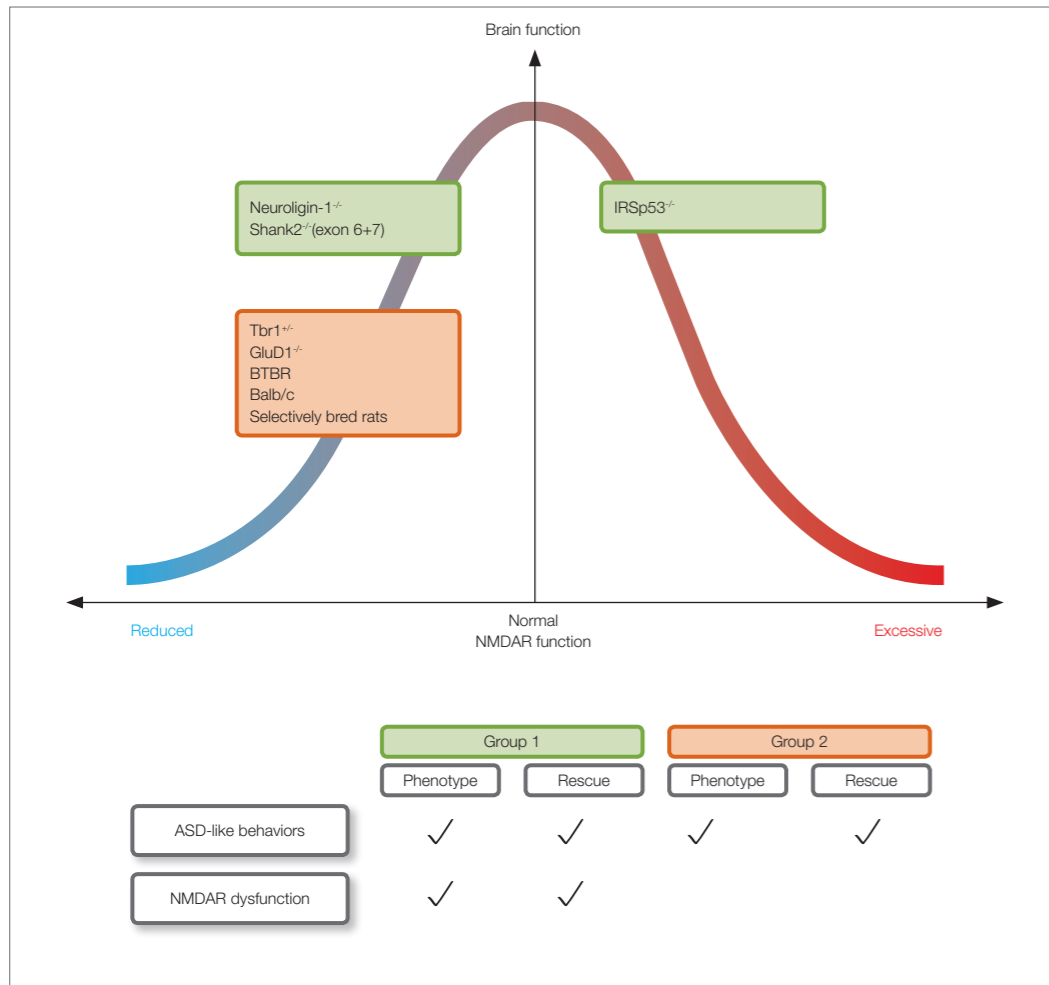 Brain function
Neuroligin-1-/-
Shank2-/-(exon 6+7)
IRSp53-/-
Tbr1+/-
GluD1-/-
BTBR
Balb/c
Selectively bred rats
Reduced
Normal
NMDAR function
Excessive
Group 1
Group 2
Phenotype
Rescue
Phenotype
Rescue
ASD-like behaviors
NMDAR dysfunction